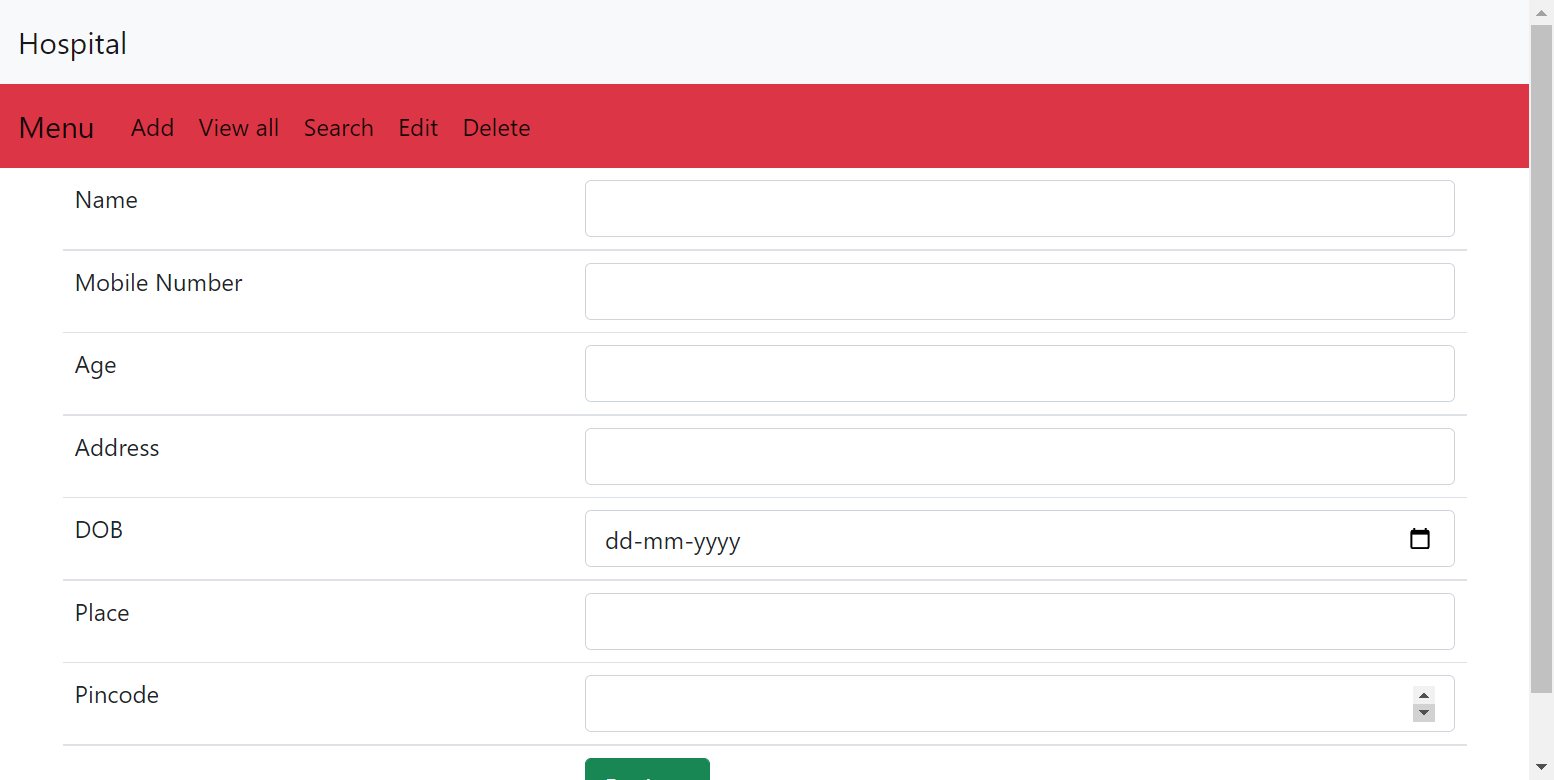 Hospital
Menu Add View all Search Edit Delete
Name
Mobile Number
Age
Address
DOB dd-mm-yyyy
Place
Pincode